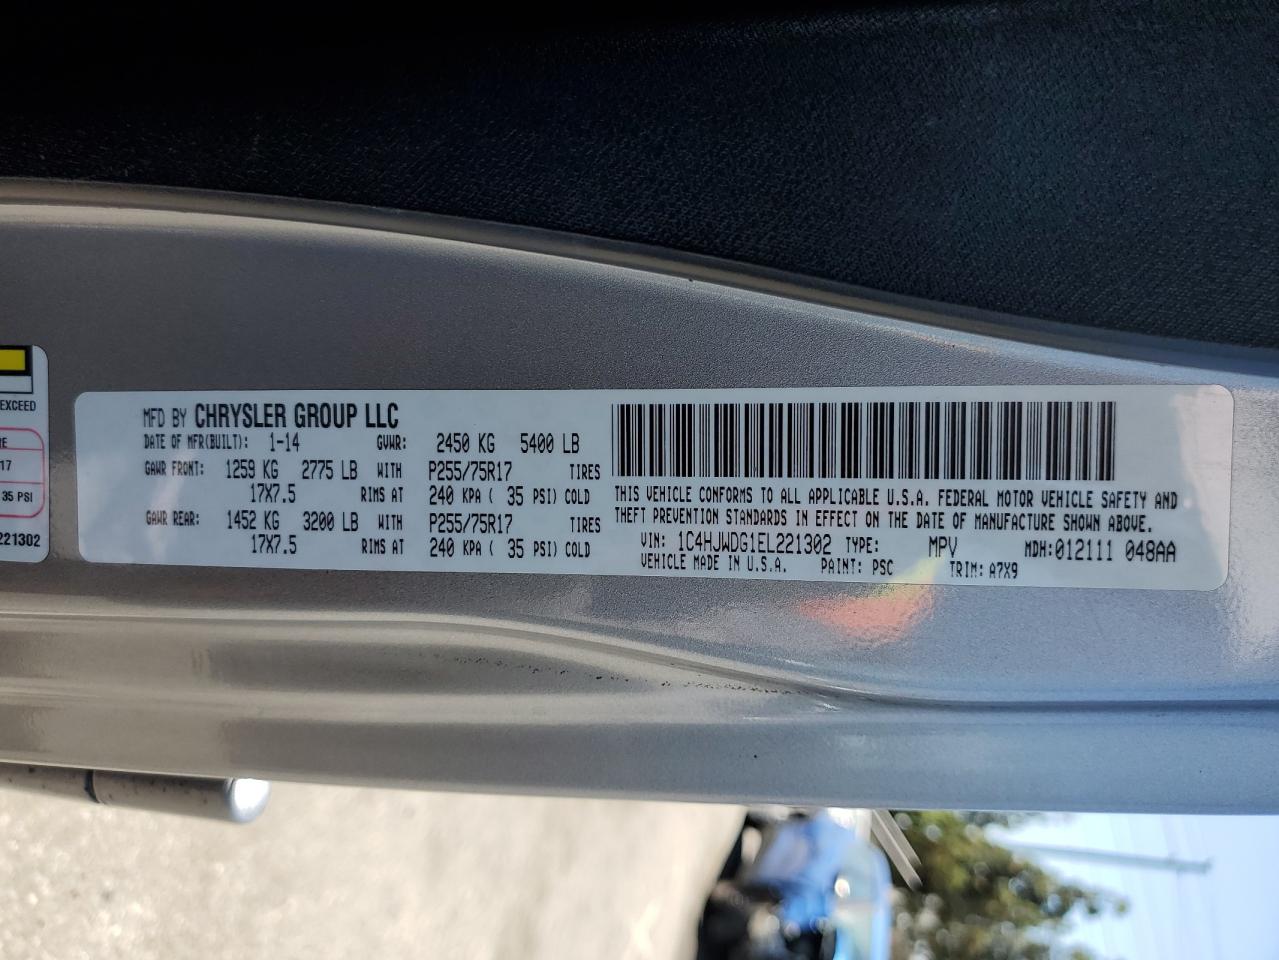 EXCEED
RE
17
35 PSI
221302
MFD BY CHRYSLER GROUP LLC
DATE OF MFR(BUILT): 1-14 GVWR: 2450 KG 5400 LB
GAWR FRONT: 1259 KG 2775 LB WITH P255/75R17 TIRES
17X7.5 RIMS AT 240 KPA ( 35 PSI) COLD
GAWR REAR: 1452 KG 3200 LB WITH P255/75R17 TIRES
17X7.5 RIMS AT 240 KPA ( 35 PSI) COLD
THIS VEHICLE CONFORMS TO ALL APPLICABLE U.S.A. FEDERAL MOTOR VEHICLE SAFETY AND
THEFT PREVENTION STANDARDS IN EFFECT ON THE DATE OF MANUFACTURE SHOWN ABOVE.
VIN: 1C4HJWDG1EL221302 TYPE: MPV MDH:012111 048AA
VEHICLE MADE IN U.S.A. PAINT: PSC TRIM: A7X9